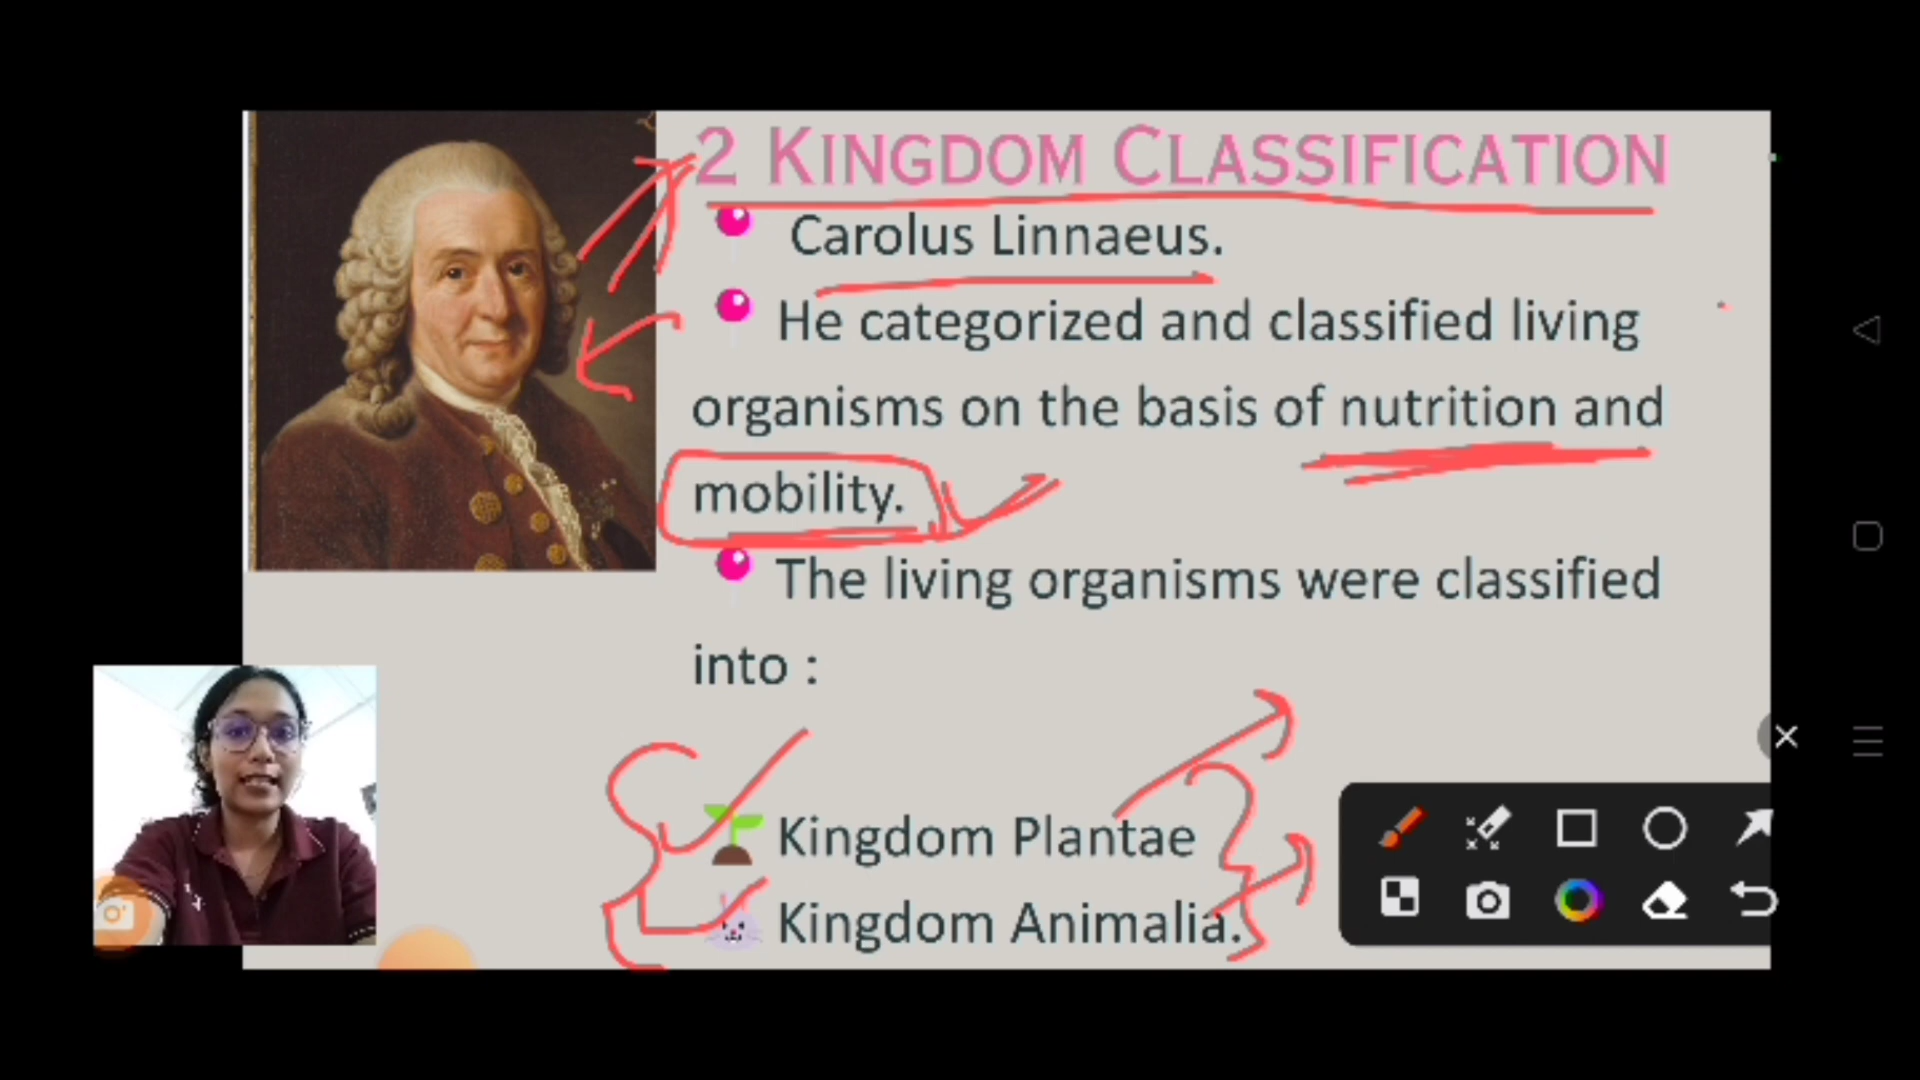 2 KINGDOM CLASSIFICATION
Carolus Linnaeus.
He categorized and classified living
organisms on the basis of nutrition and
mobility.
The living organisms were classified
into :
Kingdom Plantae
Kingdom Animalia.